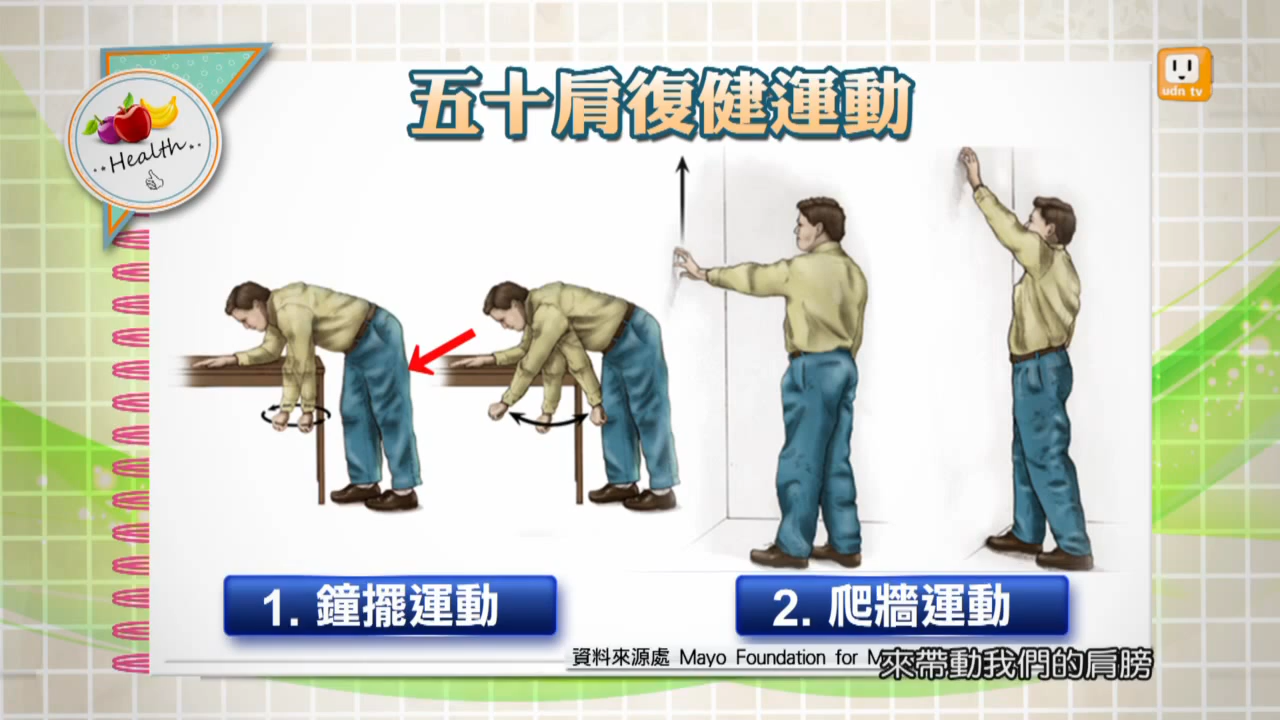 五十肩復健運動
udn tv
Health
1. 鐘擺運動
2. 爬牆運動
資料來源處 Mayo Foundation for
來帶動我們的肩膀